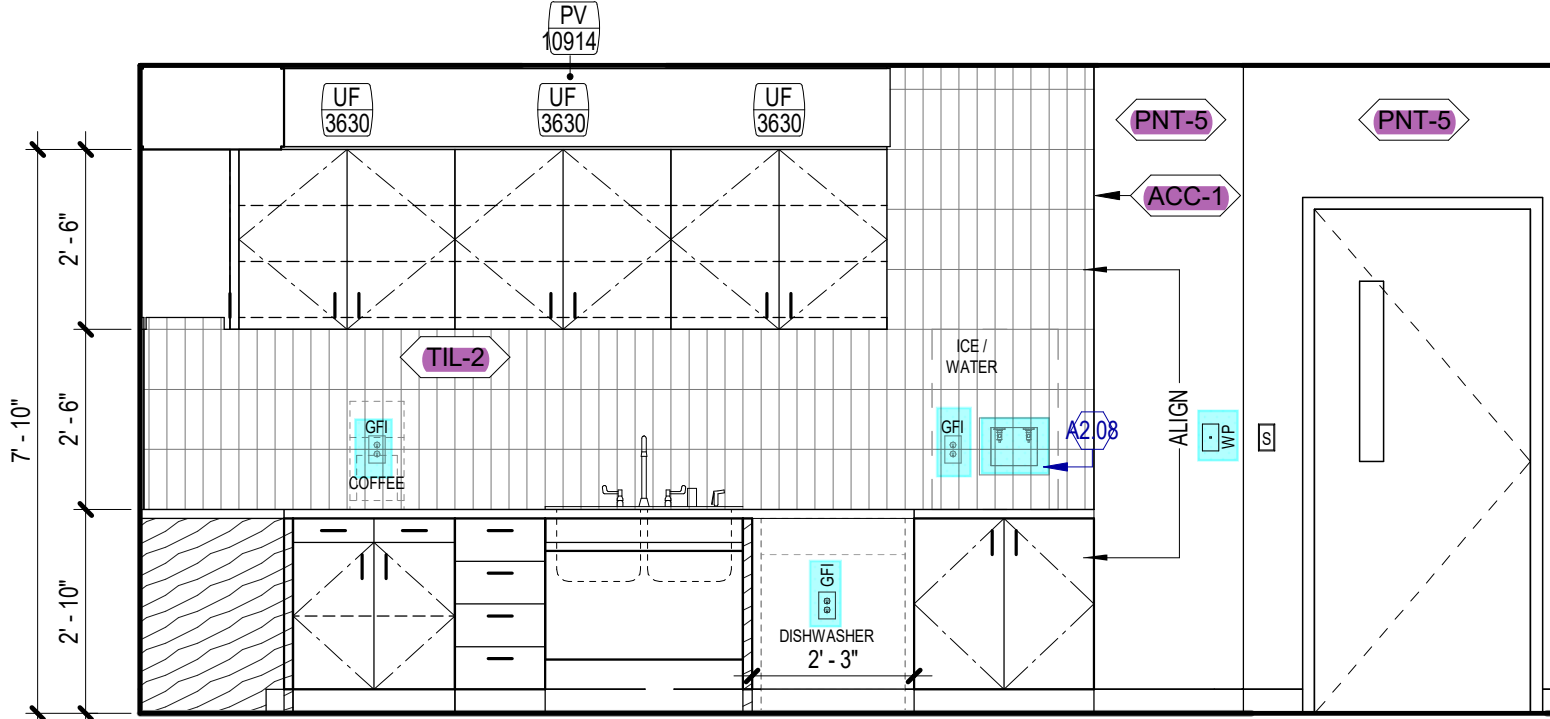 PV
10914
UF
3630
UF
3630
UF
3630
PNT-5
PNT-5
ACC-1
2' - 6"
TIL-2
ICE /
WATER
7' - 10"
2' - 6"
GFI
COFFEE
GFI
A2.08
ALIGN
WP
S
2' - 10"
GFI
DISHWASHER
2' - 3"